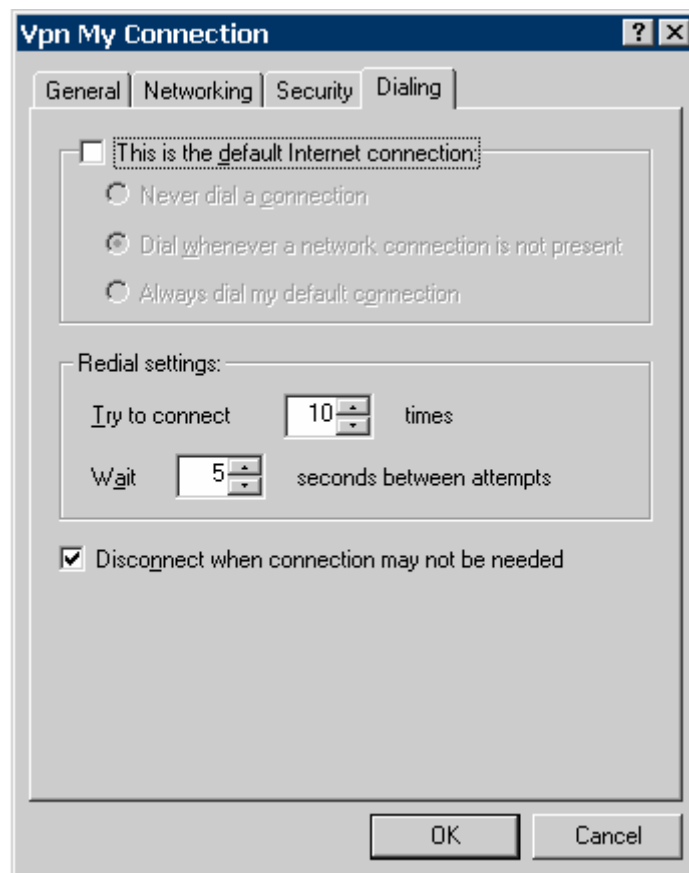 Vpn My Connection
General Networking Security Dialing
This is the default Internet connection:
Never dial a connection
Dial whenever a network connection is not present
Always dial my default connection
Redial settings:
Try to connect 10 times
Wait 5 seconds between attempts
Disconnect when connection may not be needed
OK Cancel